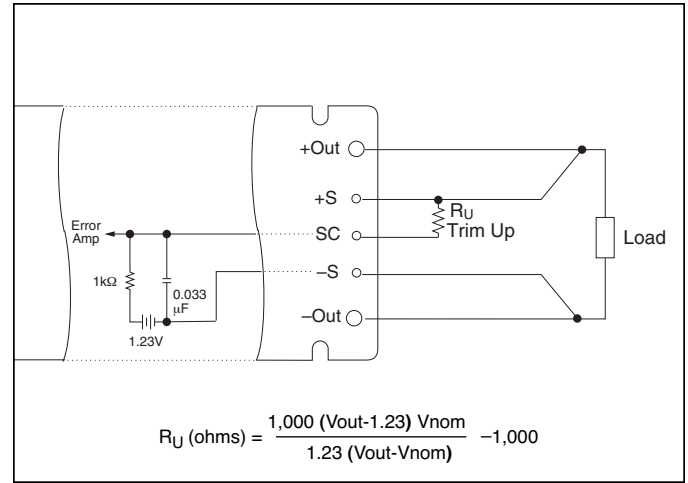 +Out
+S
R_U
Trim Up
Error
Amp
SC
Load
–S
1kΩ
0.033
μF
–Out
1.23V
R_U (ohms) = 1,000 (Vout-1.23) Vnom / 1.23 (Vout-Vnom) –1,000